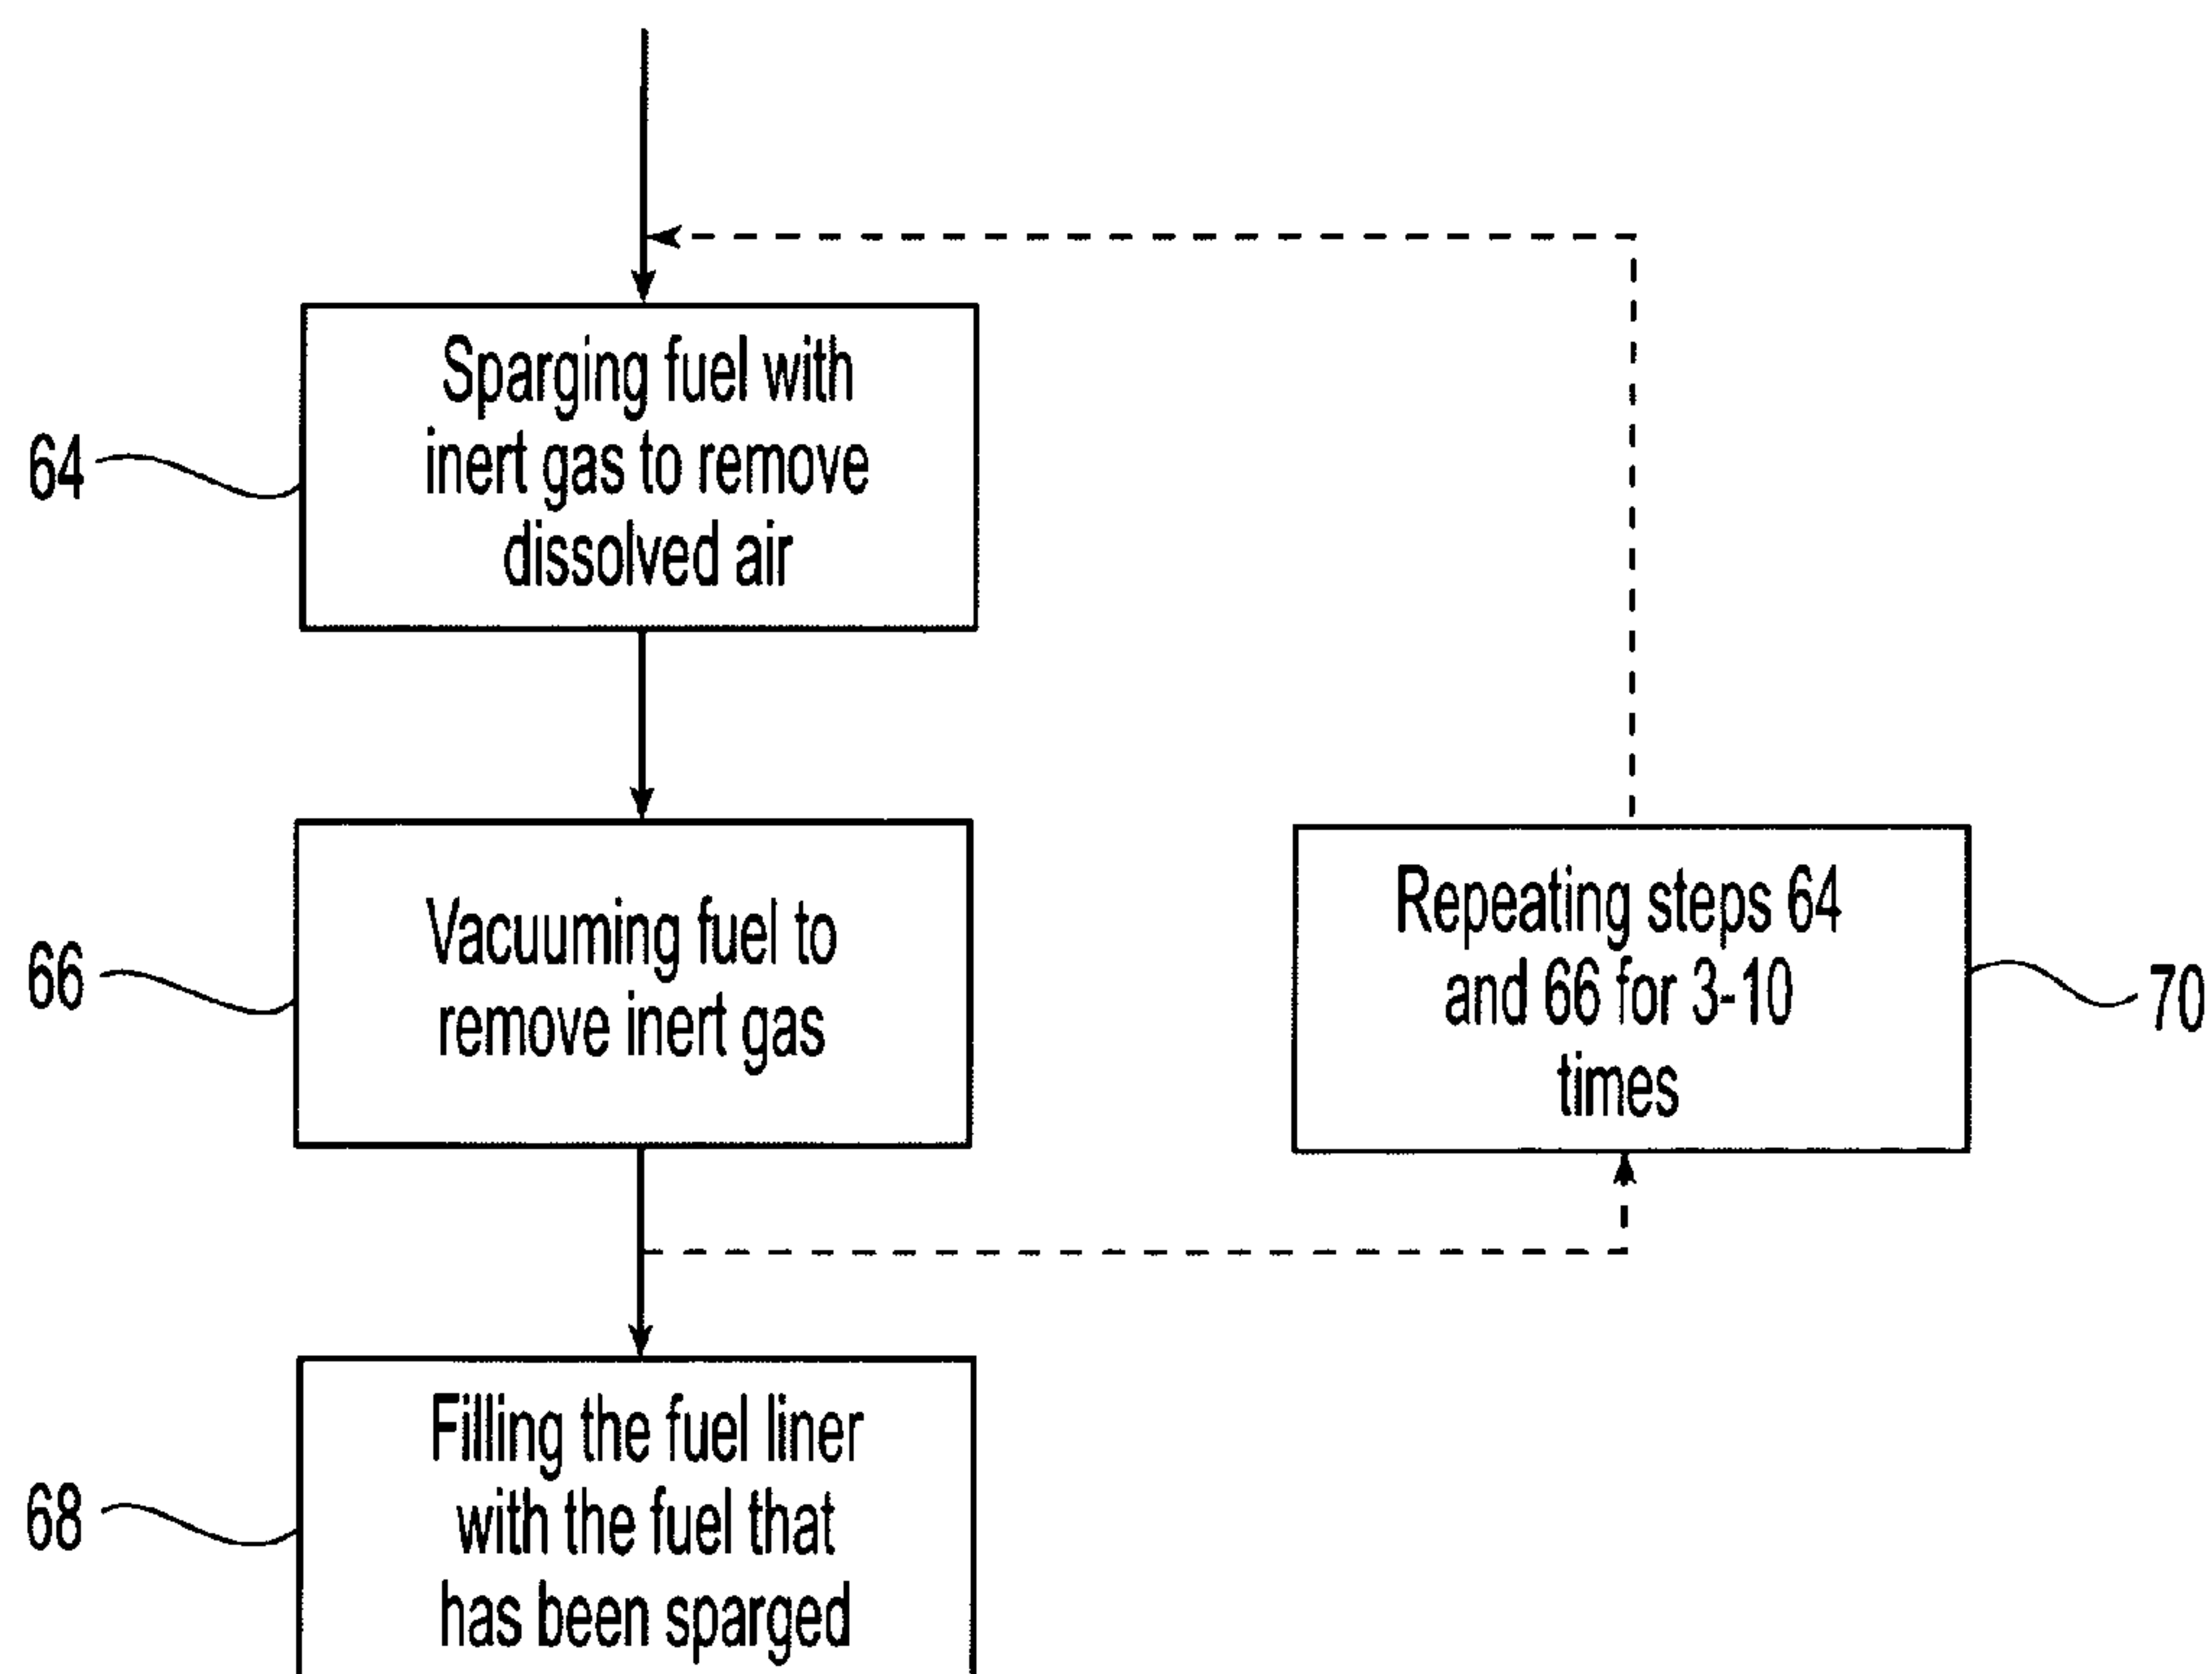 Sparging fuel with
inert gas to remove
dissolved air
64
Vacuuming fuel to
remove inert gas
66
Repeating steps 64
and 66 for 3-10
times
70
Filling the fuel liner
with the fuel that
has been sparged
68